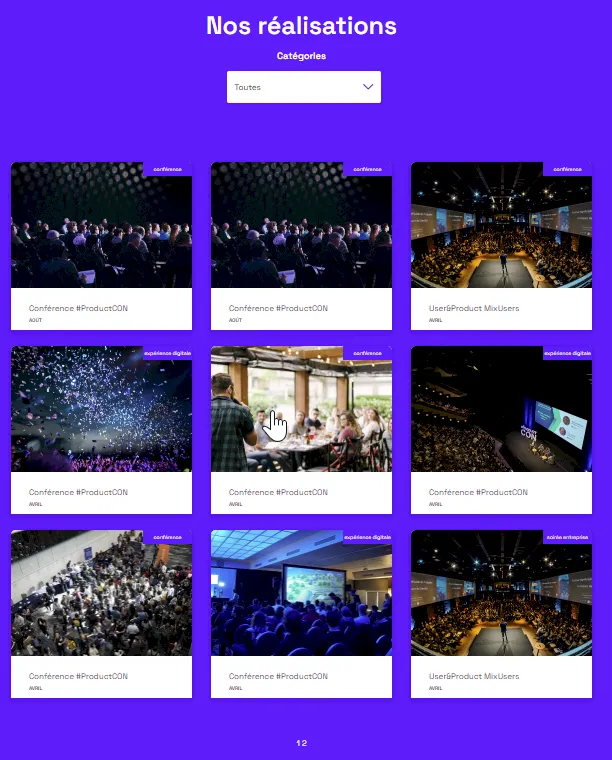 Nos réalisations
Catégories
Toutes
conférence
conférence
conférence
Conférence #ProductCON
AOÛT
Conférence #ProductCON
AOÛT
User&Product MixUsers
AVRIL
expérience digitale
conférence
expérience digitale
CON
Conférence #ProductCON
AVRIL
Conférence #ProductCON
AVRIL
Conférence #ProductCON
AVRIL
conférence
expérience digitale
soirée entreprise
Conférence #ProductCON
AVRIL
Conférence #ProductCON
AVRIL
User&Product MixUsers
AVRIL
1 2